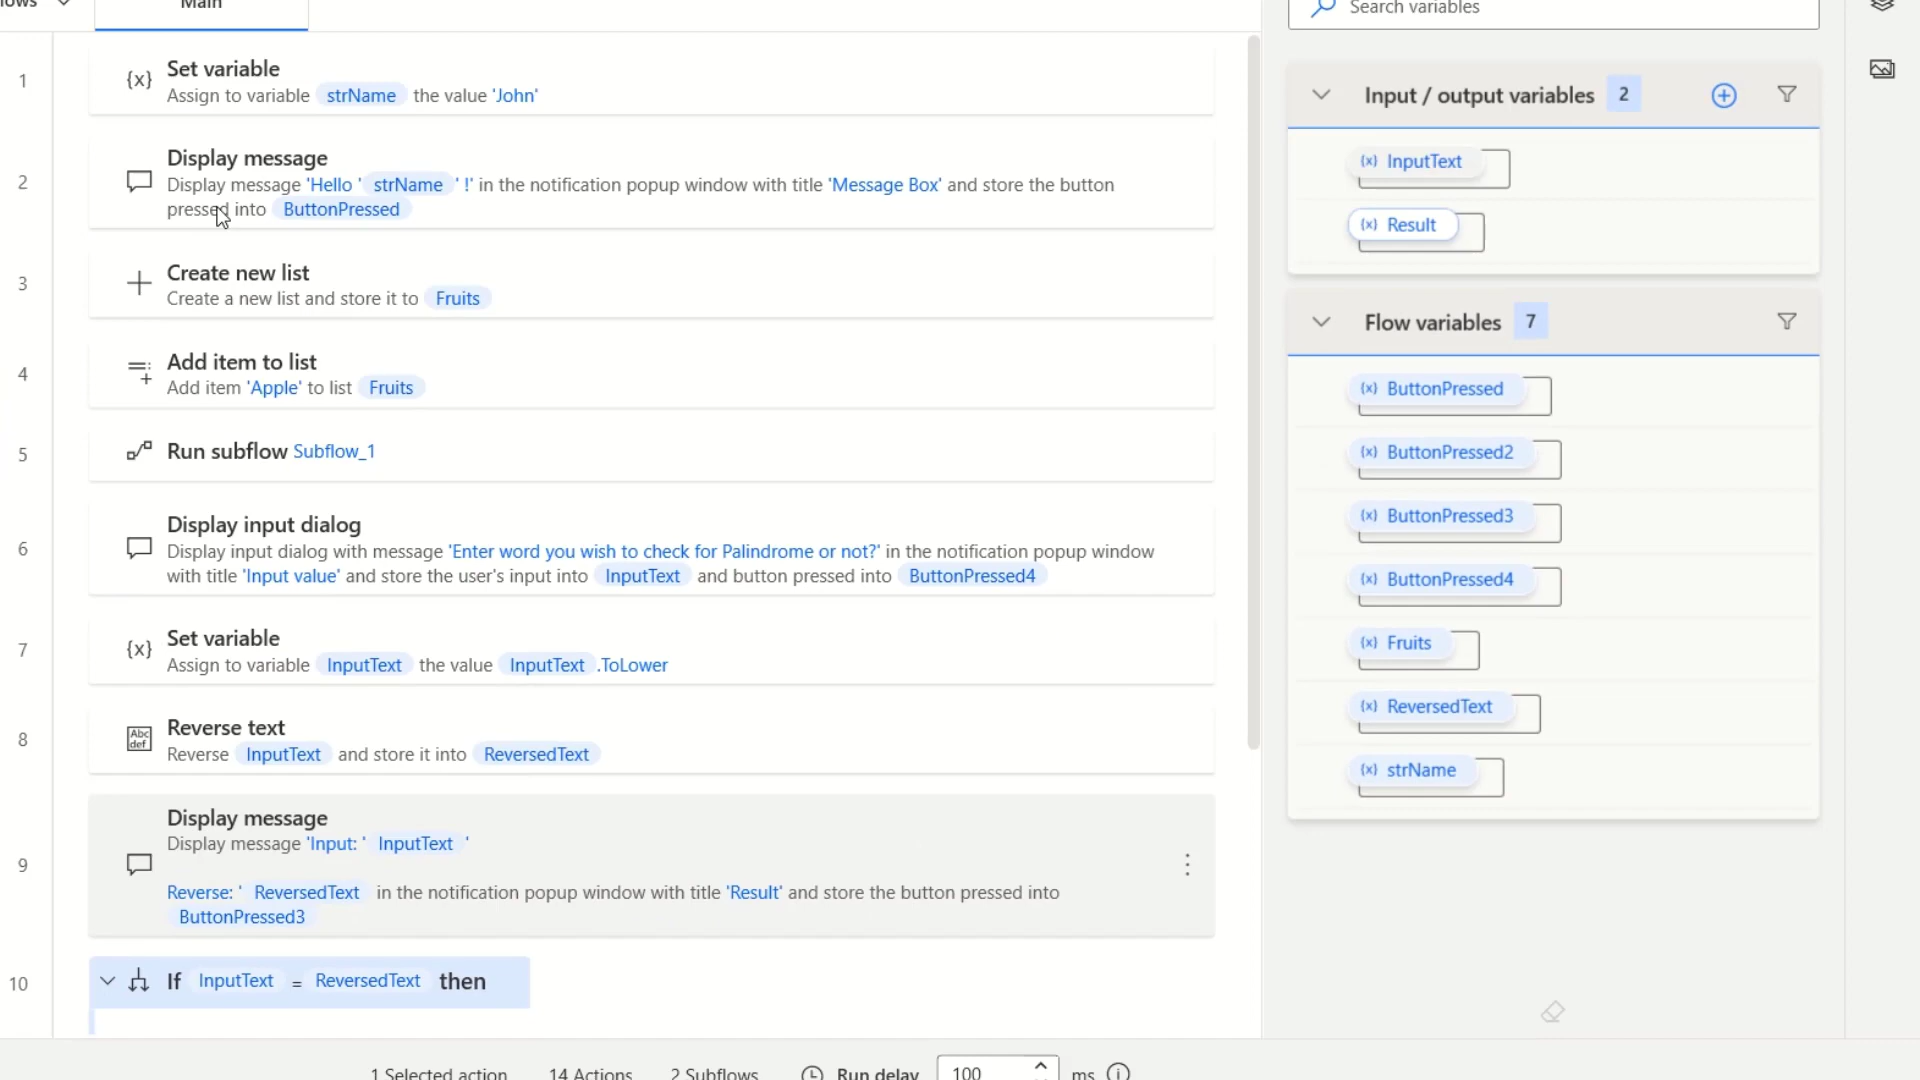 Main
1
Set variable
Assign to variable strName the value 'John'
2
Display message
Display message 'Hello ' strName ' !' in the notification popup window with title 'Message Box' and store the button
pressed into ButtonPressed
3
Create new list
Create a new list and store it to Fruits
4
Add item to list
Add item 'Apple' to list Fruits
5
Run subflow Subflow_1
6
Display input dialog
Display input dialog with message 'Enter word you wish to check for Palindrome or not?' in the notification popup window
with title 'Input value' and store the user's input into InputText and button pressed into ButtonPressed4
7
{x} Set variable
Assign to variable InputText the value InputText .ToLower
8
Abc
def
Reverse text
Reverse InputText and store it into ReversedText
9
Display message
Display message 'Input: ' InputText '
Reverse: ' ReversedText in the notification popup window with title 'Result' and store the button pressed into
ButtonPressed3
10
If InputText = ReversedText then
1 Selected action 14 Actions 2 Subflows Run delay 100 ms
Search variables
Input / output variables 2
(x) InputText
(x) Result
Flow variables 7
(x) ButtonPressed
(x) ButtonPressed2
(x) ButtonPressed3
(x) ButtonPressed4
(x) Fruits
(x) ReversedText
(x) strName